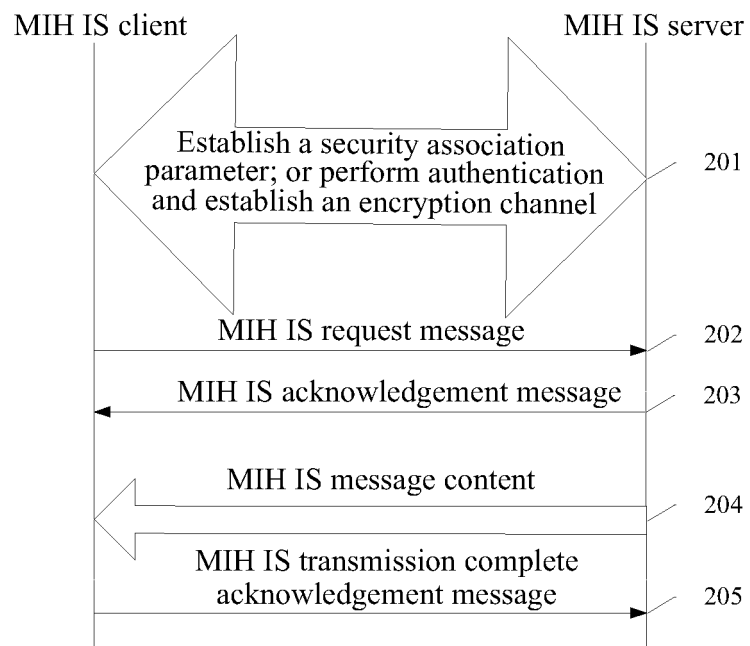 MIH IS client
MIH IS server
Establish a security association
parameter; or perform authentication
and establish an encryption channel
201
MIH IS request message
202
MIH IS acknowledgement message
203
MIH IS message content
204
MIH IS transmission complete
acknowledgement message
205